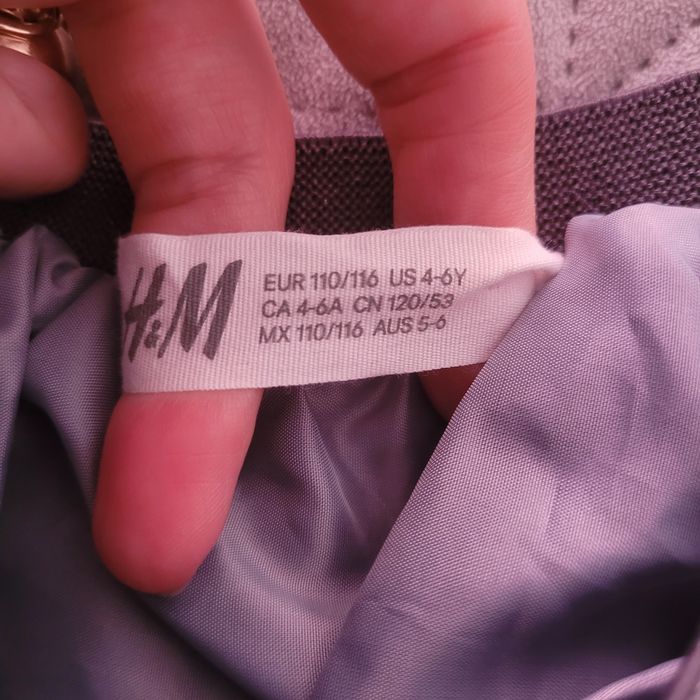 H&M
EUR 110/116 US 4-6Y
CA 4-6A CN 120/53
MX 110/116 AUS 5-6